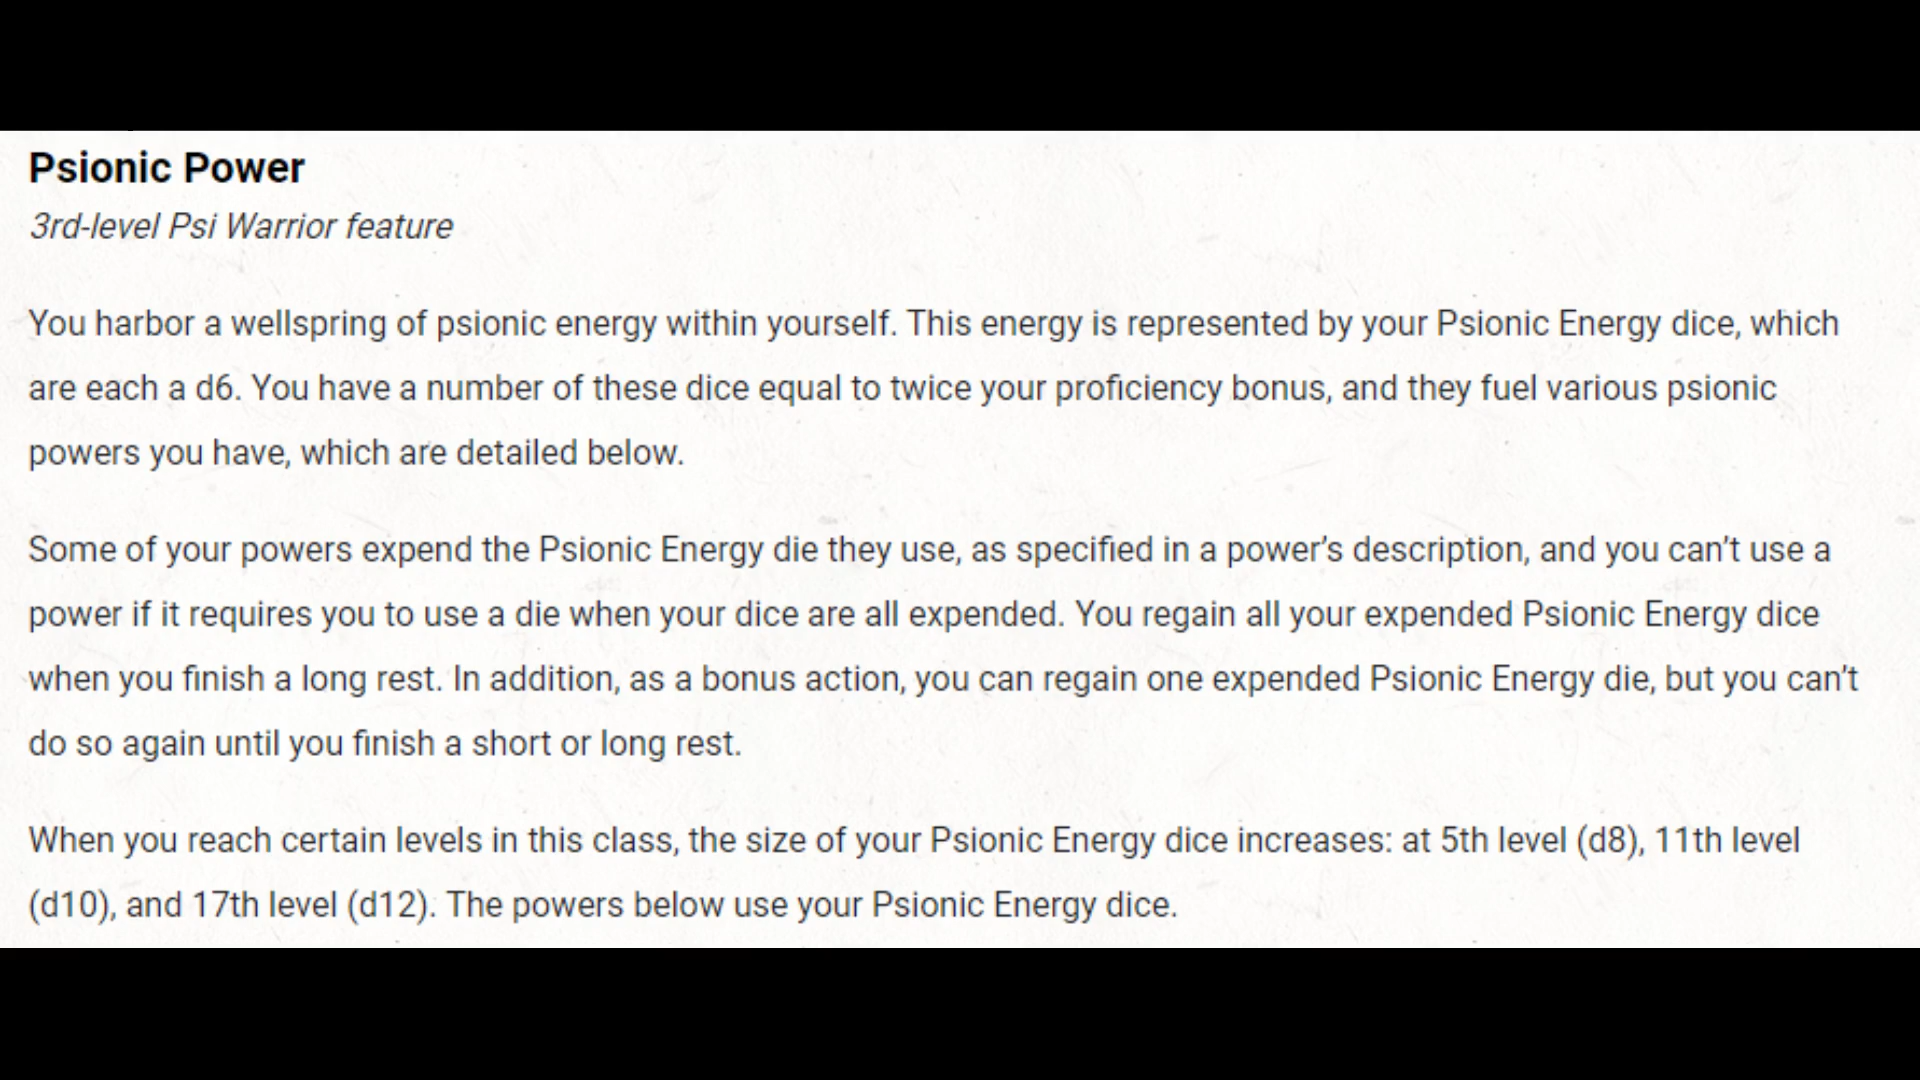 Psionic Power
3rd-level Psi Warrior feature
You harbor a wellspring of psionic energy within yourself. This energy is represented by your Psionic Energy dice, which
are each a d6. You have a number of these dice equal to twice your proficiency bonus, and they fuel various psionic
powers you have, which are detailed below.
Some of your powers expend the Psionic Energy die they use, as specified in a power’s description, and you can’t use a
power if it requires you to use a die when your dice are all expended. You regain all your expended Psionic Energy dice
when you finish a long rest. In addition, as a bonus action, you can regain one expended Psionic Energy die, but you can’t
do so again until you finish a short or long rest.
When you reach certain levels in this class, the size of your Psionic Energy dice increases: at 5th level (d8), 11th level
(d10), and 17th level (d12). The powers below use your Psionic Energy dice.